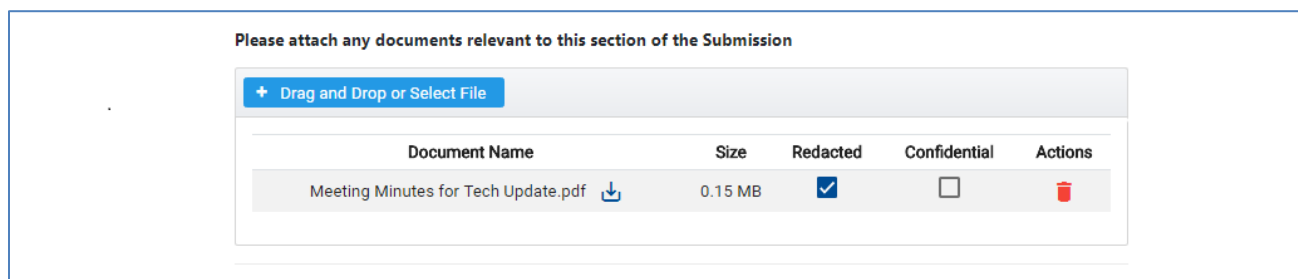 Please attach any documents relevant to this section of the Submission
+ Drag and Drop or Select File
Document Name Size Redacted Confidential Actions
Meeting Minutes for Tech Update.pdf 0.15 MB